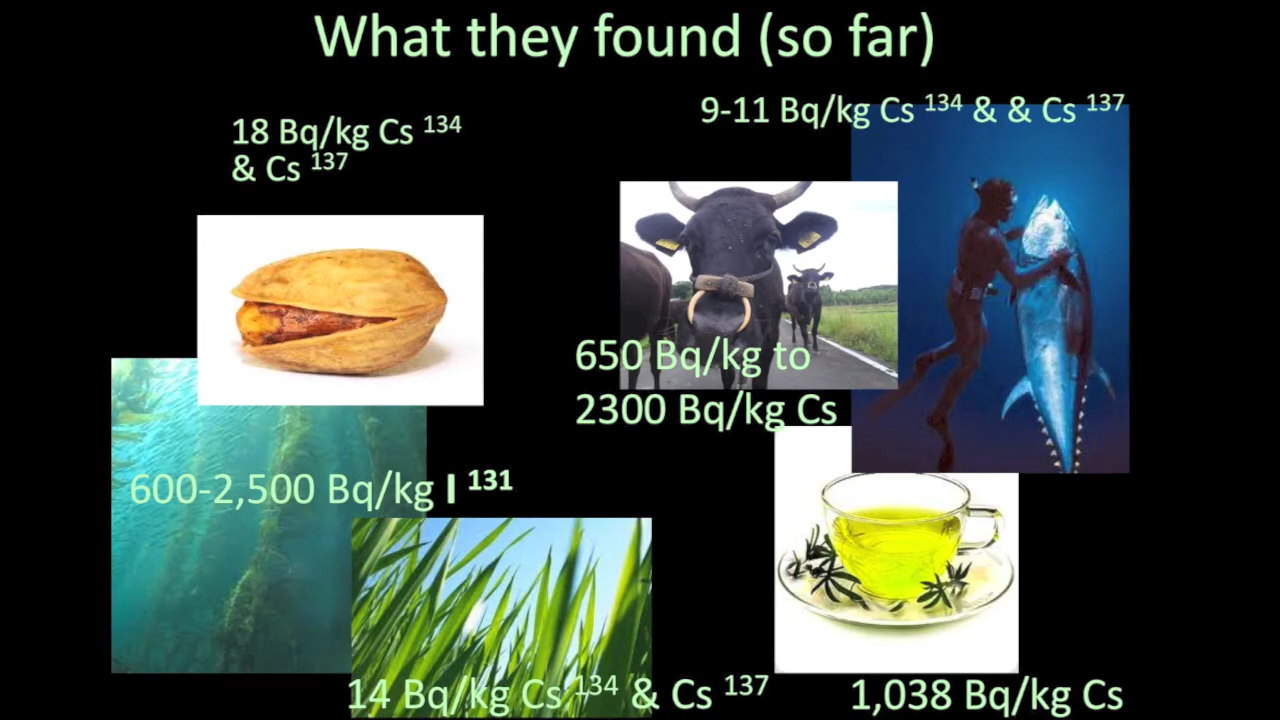 What they found (so far)
18 Bq/kg Cs 134
& Cs 137
9-11 Bq/kg Cs 134 & & Cs 137
650 Bq/kg to
2300 Bq/kg Cs
600-2,500 Bq/kg I 131
14 Bq/kg Cs 134 & Cs 137
1,038 Bq/kg Cs